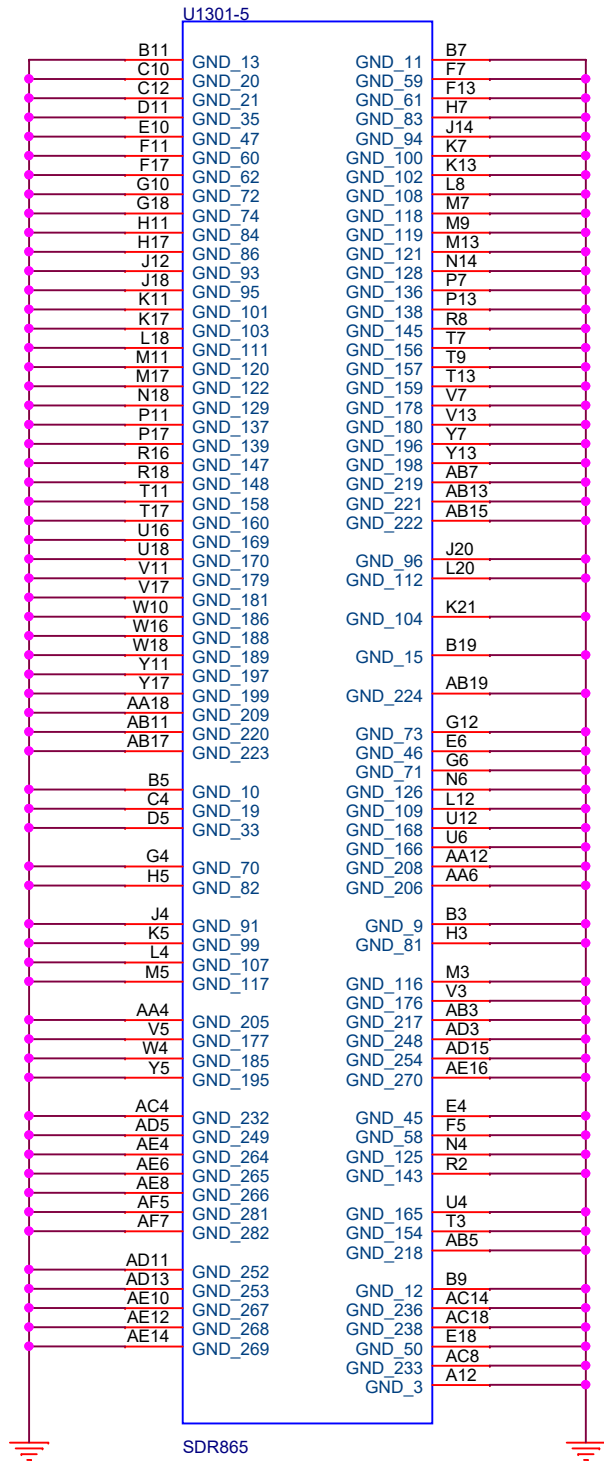 U1301-5
B11 GND_13 GND_11 B7
C10 GND_20 GND_59 F7
C12 GND_21 GND_61 F13
D11 GND_35 GND_83 H7
E10 GND_47 GND_94 J14
F11 GND_60 GND_100 K7
F17 GND_62 GND_102 K13
G10 GND_72 GND_108 L8
G18 GND_74 GND_118 M7
H11 GND_84 GND_119 M9
H17 GND_86 GND_121 M13
J12 GND_93 GND_128 N14
J18 GND_95 GND_136 P7
K11 GND_101 GND_138 P13
K17 GND_103 GND_145 R8
L18 GND_111 GND_156 T7
M11 GND_120 GND_157 T9
M17 GND_122 GND_159 T13
N18 GND_129 GND_178 V7
P11 GND_137 GND_180 V13
P17 GND_139 GND_196 Y7
R16 GND_147 GND_198 Y13
R18 GND_148 GND_219 AB7
T11 GND_158 GND_221 AB13
T17 GND_160 GND_222 AB15
U16 GND_169
U18 GND_170 GND_96 J20
V11 GND_179 GND_112 L20
V17 GND_181
W10 GND_186 GND_104 K21
W16 GND_188
W18 GND_189 GND_15 B19
Y11 GND_197
Y17 GND_199 GND_224 AB19
AA18 GND_209
AB11 GND_220 GND_73 G12
AB17 GND_223 GND_46 E6
GND_71 G6
B5 GND_10 GND_126 N6
C4 GND_19 GND_109 L12
D5 GND_33 GND_168 U12
GND_166 U6
G4 GND_70 GND_208 AA12
H5 GND_82 GND_206 AA6
J4 GND_91 GND_9 B3
K5 GND_99 GND_81 H3
L4 GND_107
M5 GND_117 GND_116 M3
GND_176 V3
AA4 GND_205 GND_217 AB3
V5 GND_177 GND_248 AD3
W4 GND_185 GND_254 AD15
Y5 GND_195 GND_270 AE16
AC4 GND_232 GND_45 E4
AD5 GND_249 GND_58 F5
AE4 GND_264 GND_125 N4
AE6 GND_265 GND_143 R2
AE8 GND_266
AF5 GND_281 GND_165 U4
AF7 GND_282 GND_154 T3
GND_218 AB5
AD11 GND_252
AD13 GND_253 GND_12 B9
AE10 GND_267 GND_236 AC14
AE12 GND_268 GND_238 AC18
AE14 GND_269 GND_50 E18
GND_233 AC8
GND_3 A12
SDR865